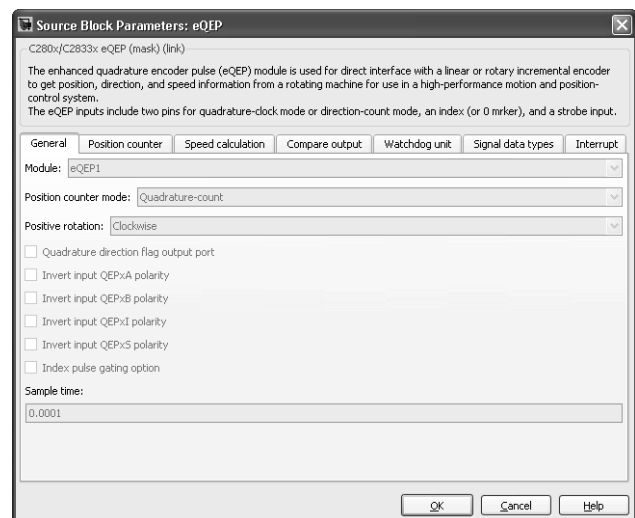 Source Block Parameters: eQEP
C280x/C2833x eQEP (mask) (link)
The enhanced quadrature encoder pulse (eQEP) module is used for direct interface with a linear or rotary incremental encoder
to get position, direction, and speed information from a rotating machine for use in a high-performance motion and position-
control system.
The eQEP inputs include two pins for quadrature-clock mode or direction-count mode, an index (or 0 mrker), and a strobe input.
General Position counter Speed calculation Compare output Watchdog unit Signal data types Interrupt
Module: eQEP1
Position counter mode: Quadrature-count
Positive rotation: Clockwise
Quadrature direction flag output port
Invert input QEPxA polarity
Invert input QEPxB polarity
Invert input QEPxI polarity
Invert input QEPxS polarity
Index pulse gating option
Sample time:
0.0001
OK Cancel Help